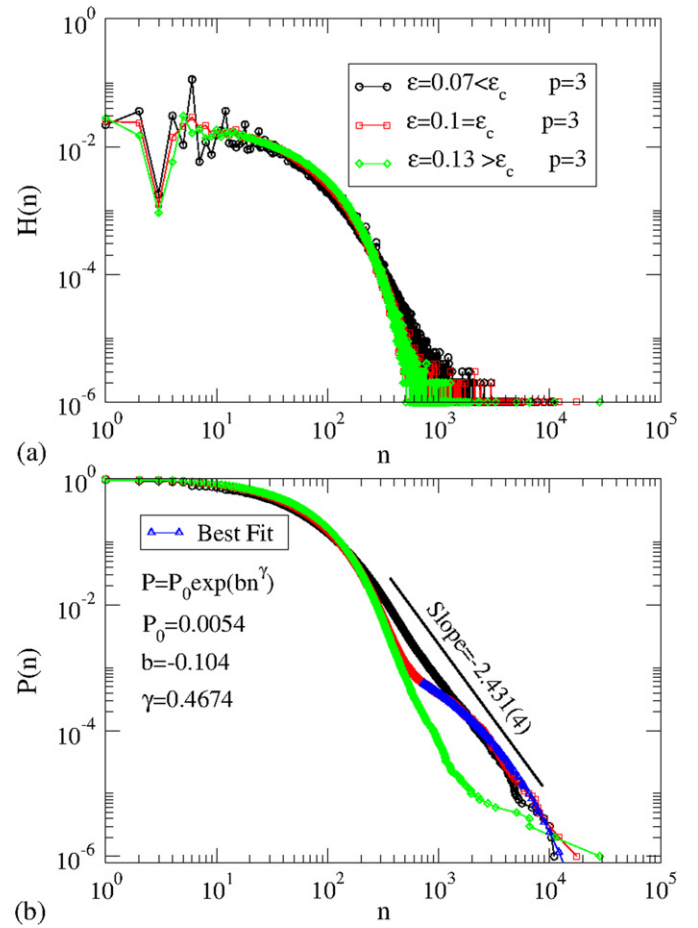 10^0
ε=0.07<ε_c p=3
ε=0.1=ε_c p=3
ε=0.13 >ε_c p=3
10^-2
H(n)
10^-4
10^-6
10^0 10^1 10^2 10^3 10^4 10^5
(a) n
10^0
Best Fit
P=P_0exp(bn^γ)
10^-2
P_0=0.0054
Slope=-2.431(4)
b=-0.104
P(n)
γ=0.4674
10^-4
10^-6
10^0 10^1 10^2 10^3 10^4 10^5
(b) n